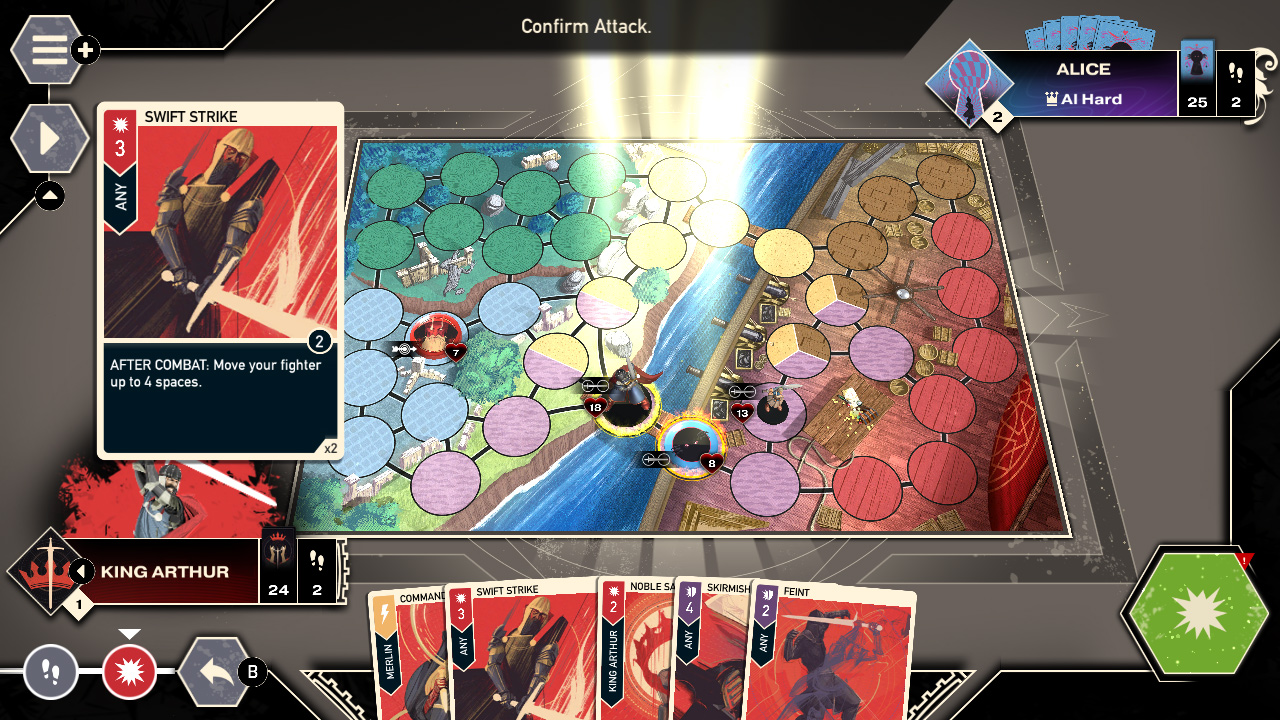 Confirm Attack.
ALICE
AI Hard
2
25
2
SWIFT STRIKE
3
ANY
2
AFTER COMBAT: Move your fighter
up to 4 spaces.
x2
7
18
13
8
KING ARTHUR
24
2
1
B
COMMAND
MERLIN
3
SWIFT STRIKE
ANY
2
NOBLE SA
KING ARTHUR
4
SKIRMISH
ANY
2
FEINT
ANY
!